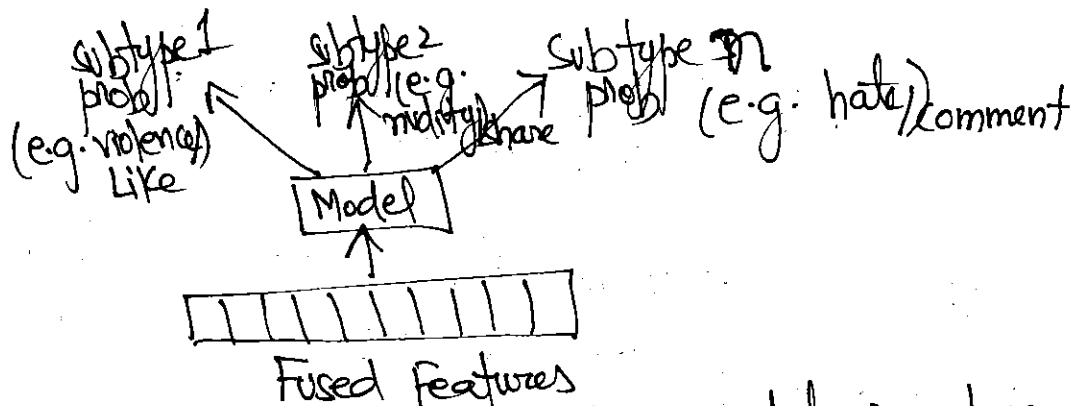 subtype 1
prob
(e.g. violence)
Like
subtype 2
prob (e.g.
nudity) share
subtype n
prob
(e.g. hate) comment
Model
Fused Features